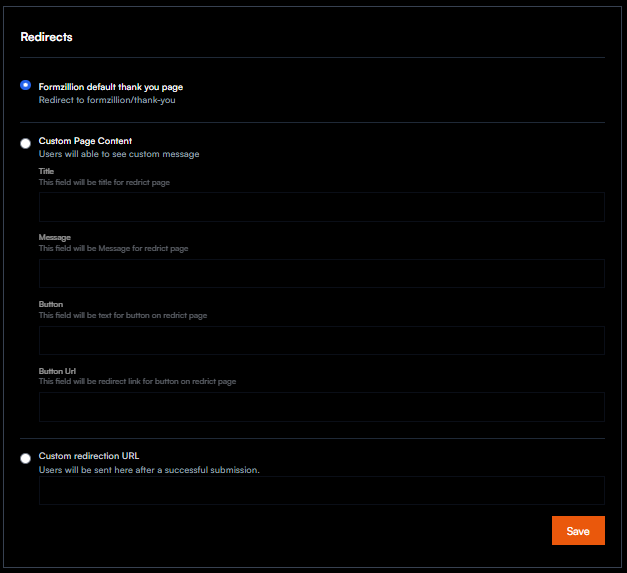 Redirects
Formzillion default thank you page
Redirect to formzillion/thank-you
Custom Page Content
Users will able to see custom message
Title
This field will be title for redrict page
Message
This field will be Message for redrict page
Button
This field will be text for button on redrict page
Button Url
This field will be redirect link for button on redrict page
Custom redirection URL
Users will be sent here after a successful submission.
Save